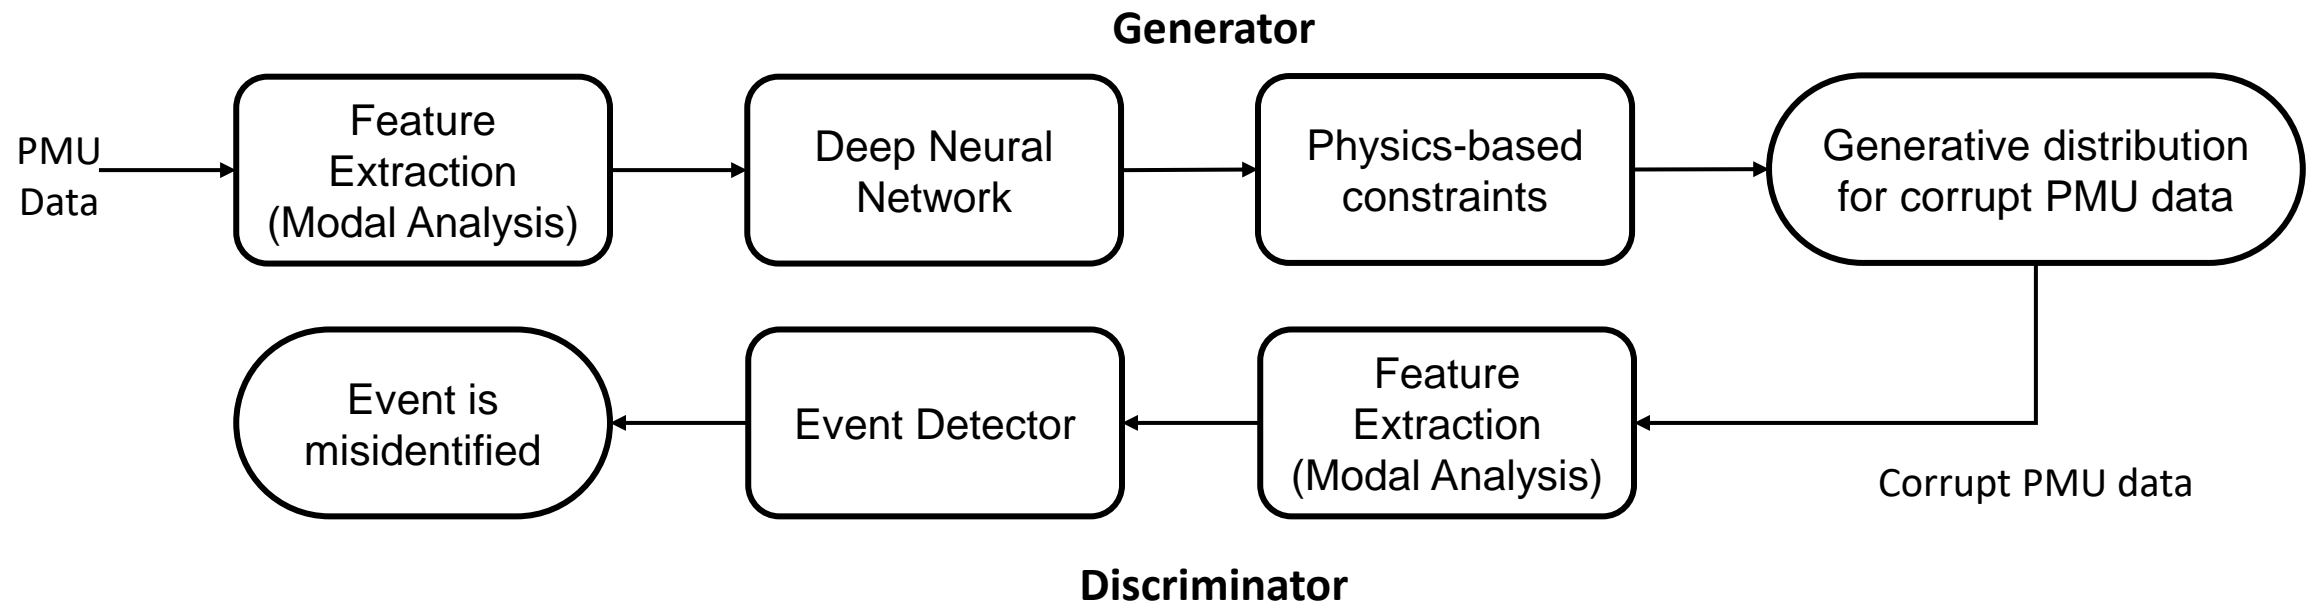 Generator
PMU
Data
Feature
Extraction
(Modal Analysis)
Deep Neural
Network
Physics-based
constraints
Generative distribution
for corrupt PMU data
Event is
misidentified
Event Detector
Feature
Extraction
(Modal Analysis)
Corrupt PMU data
Discriminator